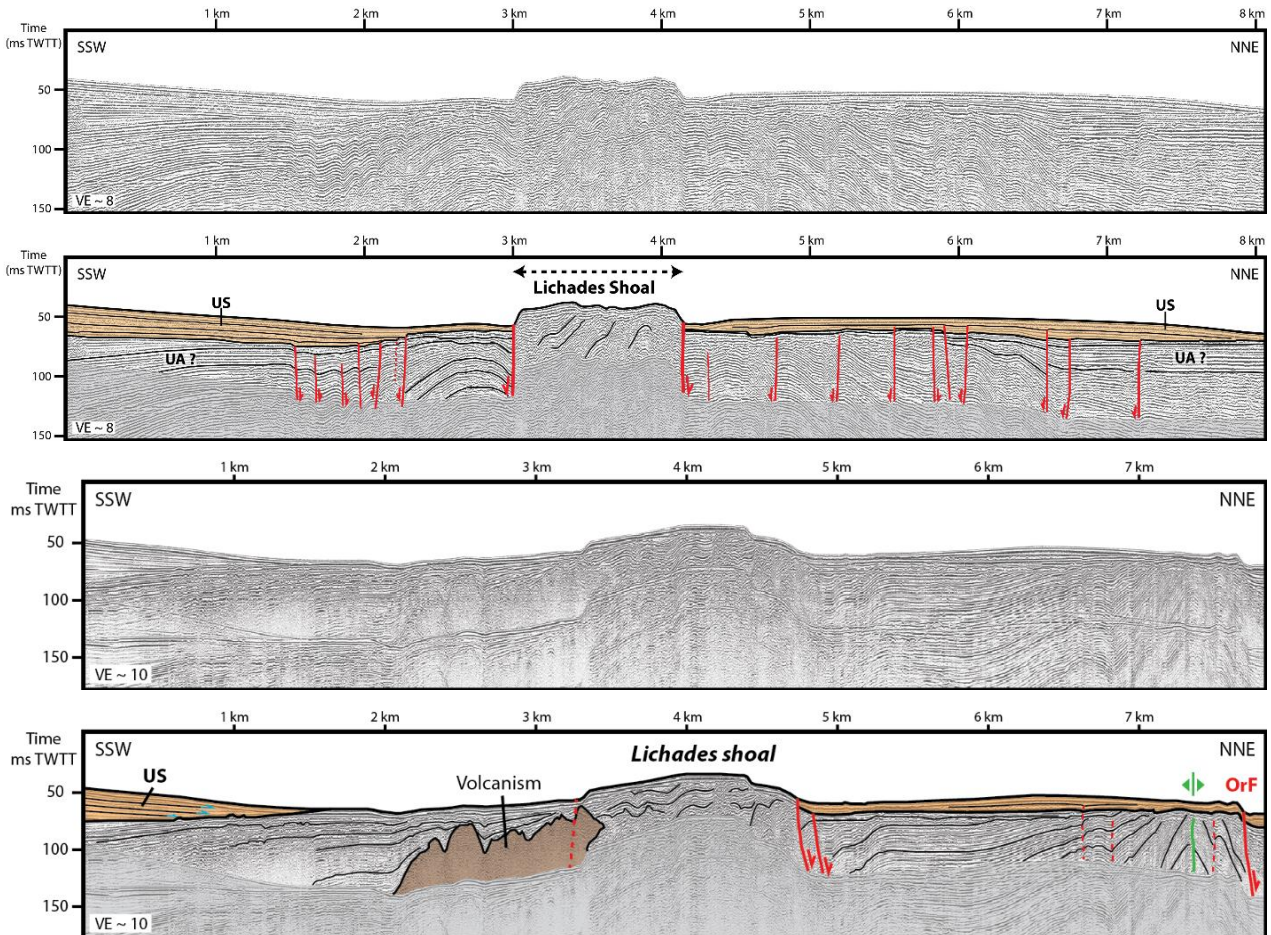 1 km 2 km 3 km 4 km 5 km 6 km 7 km 8 km
Time
(ms TWTT)
SSW NNE
50
100
150
VE ~ 8
1 km 2 km 3 km 4 km 5 km 6 km 7 km 8 km
Time
(ms TWTT)
SSW NNE
Lichades Shoal
US US
50
UA ? UA ?
100
150
VE ~ 8
1 km 2 km 3 km 4 km 5 km 6 km 7 km
Time
ms TWTT
SSW NNE
50
100
150
VE ~ 10
1 km 2 km 3 km 4 km 5 km 6 km 7 km
Time
ms TWTT
SSW Lichades shoal NNE
US Volcanism OrF
50
100
150
VE ~ 10